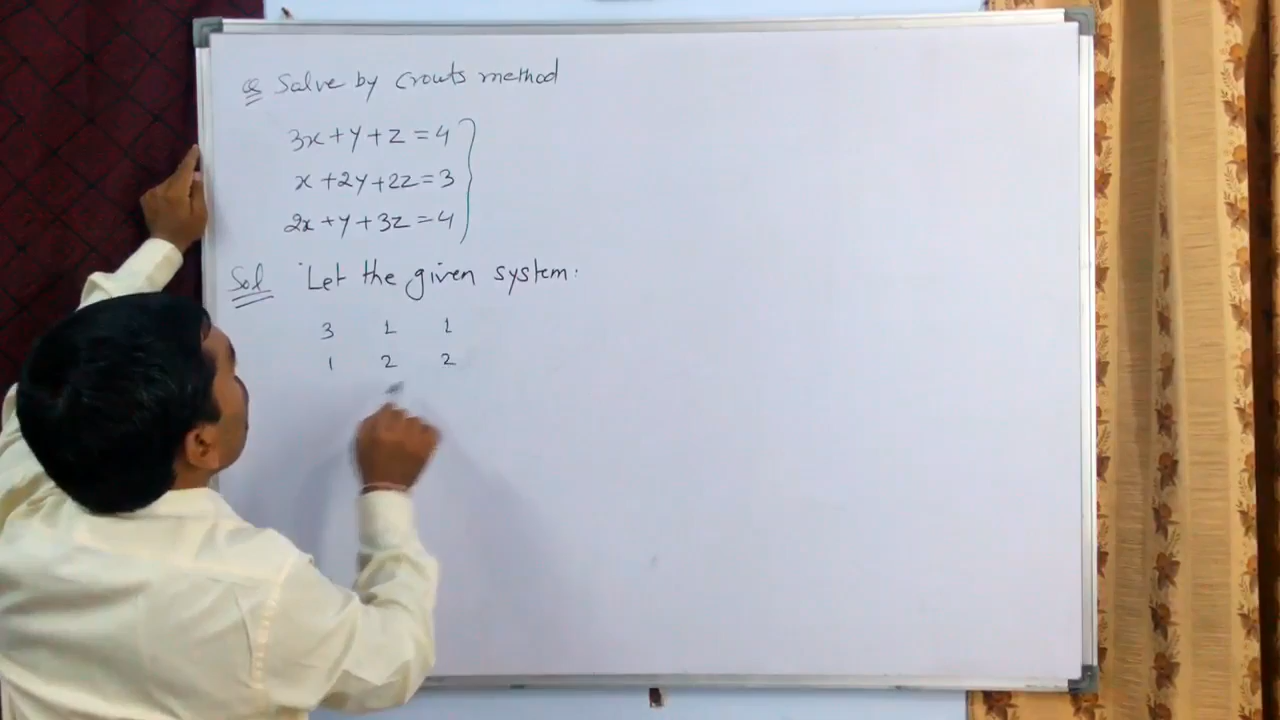 Q Solve by Crouts method
3x + y + z = 4
x + 2y + 2z = 3
2x + y + 3z = 4
Sol Let the given system:
3 1 1
1 2 2